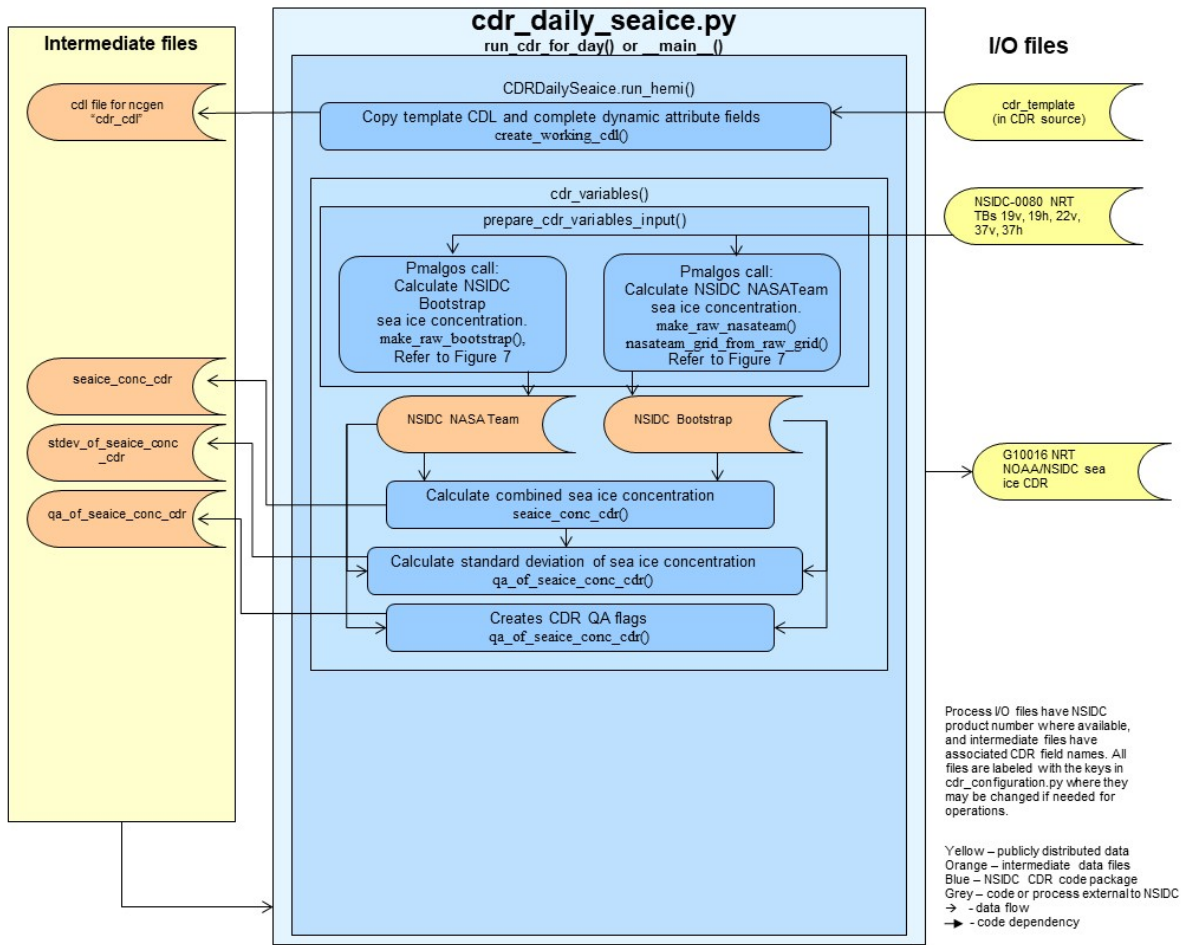 cdr_daily_seaice.py
run_cdr_for_day() or __main__()
Intermediate files
I/O files
CDRDailySeaice.run_hemi()
cdl file for ncgen
“cdr_cdl”
Copy template CDL and complete dynamic attribute fields
create_working_cdl()
cdr_template
(in CDR source)
cdr_variables()
prepare_cdr_variables_input()
NSIDC-0080 NRT
TBs 19v, 19h, 22v,
37v, 37h
Pmalgos call:
Calculate NSIDC
Bootstrap
sea ice concentration.
make_raw_bootstrap(),
Refer to Figure 7
Pmalgos call:
Calculate NSIDC NASATeam
sea ice concentration.
make_raw_nasateam()
nasateam_grid_from_raw_grid()
Refer to Figure 7
seaice_conc_cdr
stdev_of_seaice_conc
_cdr
qa_of_seaice_conc_cdr
NSIDC NASATeam
NSIDC Bootstrap
Calculate combined sea ice concentration
seaice_conc_cdr()
Calculate standard deviation of sea ice concentration
qa_of_seaice_conc_cdr()
Creates CDR QA flags
qa_of_seaice_conc_cdr()
G10016 NRT
NOAA/NSIDC sea
ice CDR
Process I/O files have NSIDC
product number where available,
and intermediate files have
associated CDR field names. All
files are labeled with the keys in
cdr_configuration.py where they
may be changed if needed for
operations.
Yellow – publicly distributed data
Orange – intermediate data files
Blue – NSIDC CDR code package
Grey – code or process external to NSIDC
→ - data flow
→ - code dependency